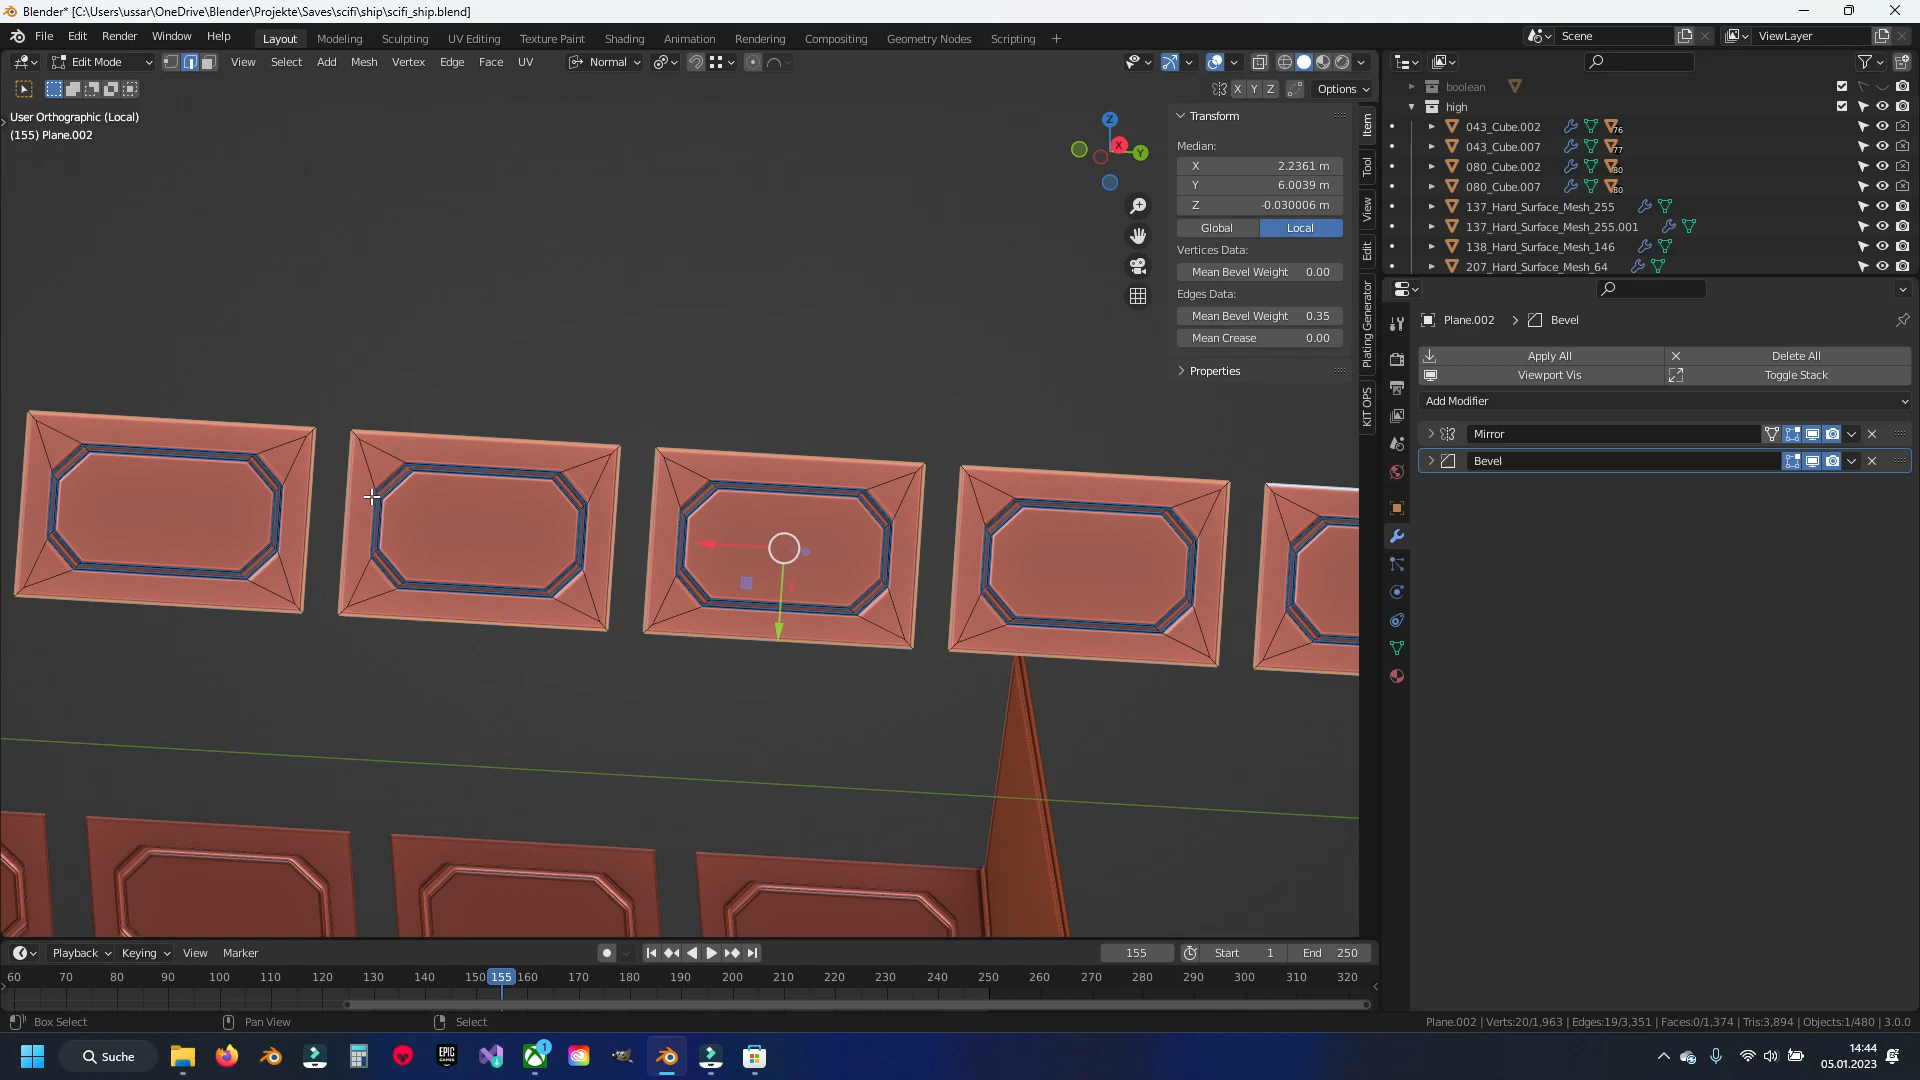 Blender* [C:\Users\ussar\OneDrive\Blender\Projekte\Saves\scifi\ship\scifi_ship.blend]
File Edit Render Window Help Layout Modeling Sculpting UV Editing Texture Paint Shading Animation Rendering Compositing Geometry Nodes Scripting + Scene ViewLayer
Edit Mode View Select Add Mesh Vertex Edge Face UV Normal
X Y Z Options
User Orthographic (Local)
(155) Plane.002
Z
X
Y
Transform
Median:
X 2.2361 m
Y 6.0039 m
Z -0.030006 m
Global Local
Vertices Data:
Mean Bevel Weight 0.00
Edges Data:
Mean Bevel Weight 0.35
Mean Crease 0.00
Properties
Item
Tool
View
Edit
Plating Generator
KIT OPS
boolean
high
043_Cube.002 76
043_Cube.007 77
080_Cube.002 80
080_Cube.007 80
137_Hard_Surface_Mesh_255
137_Hard_Surface_Mesh_255.001
138_Hard_Surface_Mesh_146
207_Hard_Surface_Mesh_64
Plane.002 Bevel
Apply All Delete All
Viewport Vis Toggle Stack
Add Modifier
Mirror
Bevel
Playback Keying View Marker 155 Start 1 End 250
60 70 80 90 100 110 120 130 140 150 155 160 170 180 190 200 210 220 230 240 250 260 270 280 290 300 310 320
Box Select Pan View Select Plane.002 | Verts:20/1,963 | Edges:19/3,351 | Faces:0/1,374 | Tris:3,894 | Objects:1/480 | 3.0.0
Suche
EPIC GAMES
1
14:44
05.01.2023